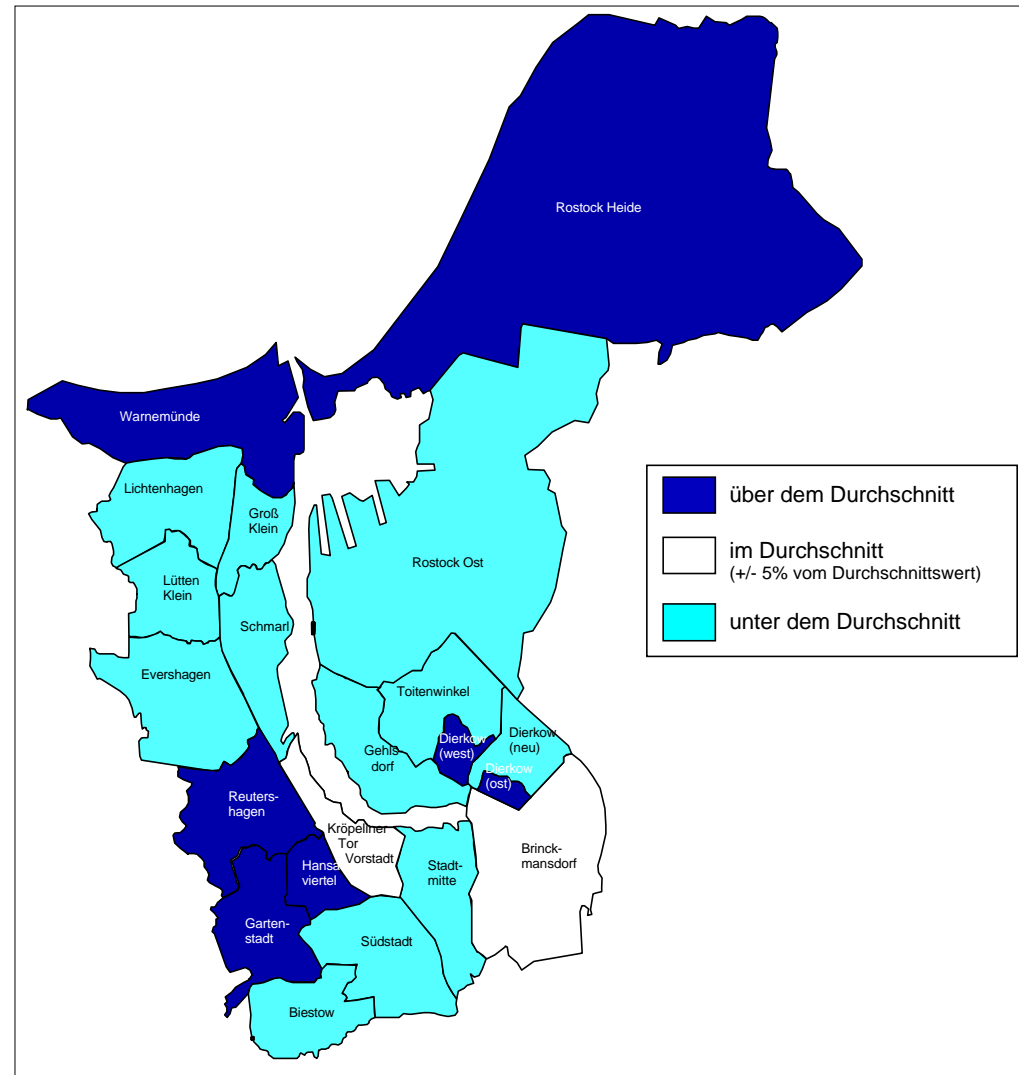 Rostock Heide
Warnemünde
Lichtenhagen
Groß
Klein
Rostock Ost
Lütten
Klein
Schmarl
Evershagen
Toitenwinkel
Gehls
dorf
Dierkow
(west)
Dierkow
(neu)
Dierkow
(ost)
Reuters-
hagen
Kröpeliner
Tor
Vorstadt
Hansa
viertel
Stadt-
mitte
Brinck-
mansdorf
Garten-
stadt
Südstadt
Biestow
über dem Durchschnitt
im Durchschnitt
(+/- 5% vom Durchschnittswert)
unter dem Durchschnitt